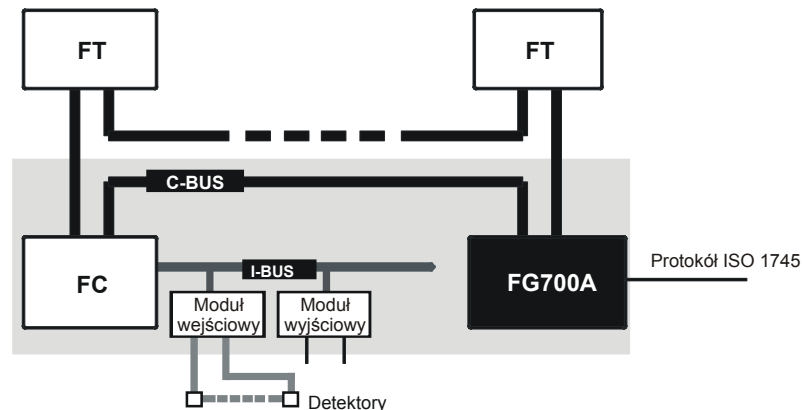 FT
FT
C-BUS
FC
I-BUS
FG700A
Protokół ISO 1745
Moduł
wejściowy
Moduł
wyjściowy
Detektory